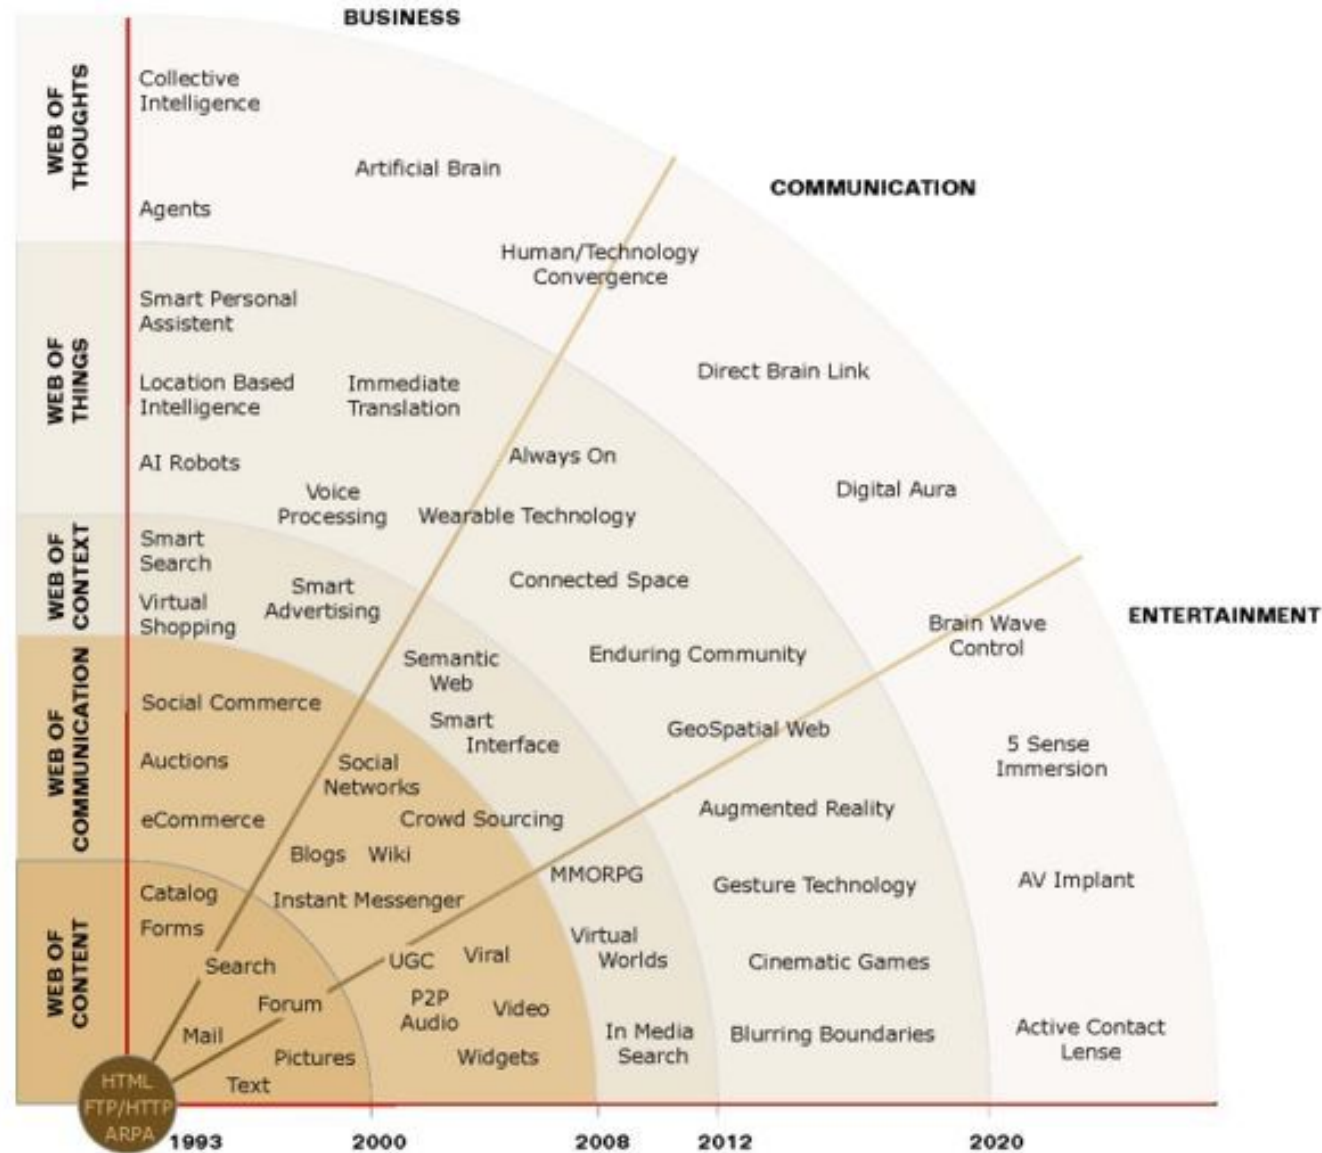 BUSINESS
COMMUNICATION
ENTERTAINMENT
WEB OF
THOUGHTS
Collective
Intelligence
Artificial Brain
Agents
Human/Technology
Convergence
Direct Brain Link
Digital Aura
Brain Wave
Control
5 Sense
Immersion
AV Implant
Active Contact
Lense
WEB OF
THINGS
Smart Personal
Assistent
Location Based
Intelligence
Immediate
Translation
AI Robots
Voice
Processing
Always On
Wearable Technology
Connected Space
Enduring Community
GeoSpatial Web
Augmented Reality
Gesture Technology
Cinematic Games
Blurring Boundaries
WEB OF
CONTEXT
Smart
Search
Virtual
Shopping
Smart
Advertising
Semantic
Web
Smart
Interface
MMORPG
Virtual
Worlds
In Media
Search
WEB OF
COMMUNICATION
Social Commerce
Auctions
eCommerce
Social
Networks
Crowd Sourcing
Blogs Wiki
Instant Messenger
UGC Viral
P2P
Audio
Video
Widgets
WEB OF
CONTENT
Catalog
Forms
Search
Forum
Mail
Pictures
Text
HTML
FTP/HTTP
ARPA
1993 2000 2008 2012 2020